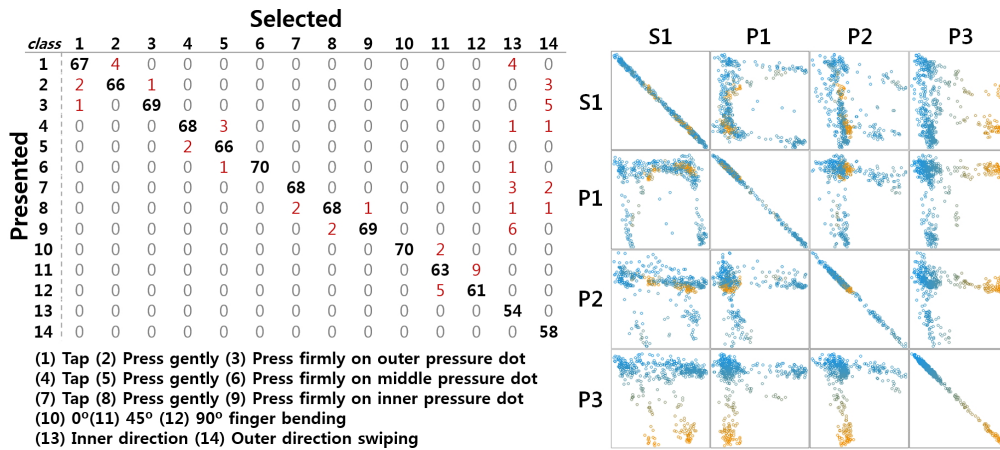 Selected
class 1 2 3 4 5 6 7 8 9 10 11 12 13 14
Presented
1 67 4 0 0 0 0 0 0 0 0 0 0 4 0
2 2 66 1 0 0 0 0 0 0 0 0 0 0 3
3 1 0 69 0 0 0 0 0 0 0 0 0 0 5
4 0 0 0 68 3 0 0 0 0 0 0 0 1 1
5 0 0 0 2 66 0 0 0 0 0 0 0 0 0
6 0 0 0 0 1 70 0 0 0 0 0 0 1 0
7 0 0 0 0 0 0 68 0 0 0 0 0 3 2
8 0 0 0 0 0 0 2 68 1 0 0 0 1 1
9 0 0 0 0 0 0 0 2 69 0 0 0 6 0
10 0 0 0 0 0 0 0 0 0 70 2 0 0 0
11 0 0 0 0 0 0 0 0 0 0 63 9 0 0
12 0 0 0 0 0 0 0 0 0 0 5 61 0 0
13 0 0 0 0 0 0 0 0 0 0 0 0 54 0
14 0 0 0 0 0 0 0 0 0 0 0 0 0 58
(1) Tap (2) Press gently (3) Press firmly on outer pressure dot
(4) Tap (5) Press gently (6) Press firmly on middle pressure dot
(7) Tap (8) Press gently (9) Press firmly on inner pressure dot
(10) 0º(11) 45º (12) 90º finger bending
(13) Inner direction (14) Outer direction swiping
S1 P1 P2 P3
S1
P1
P2
P3